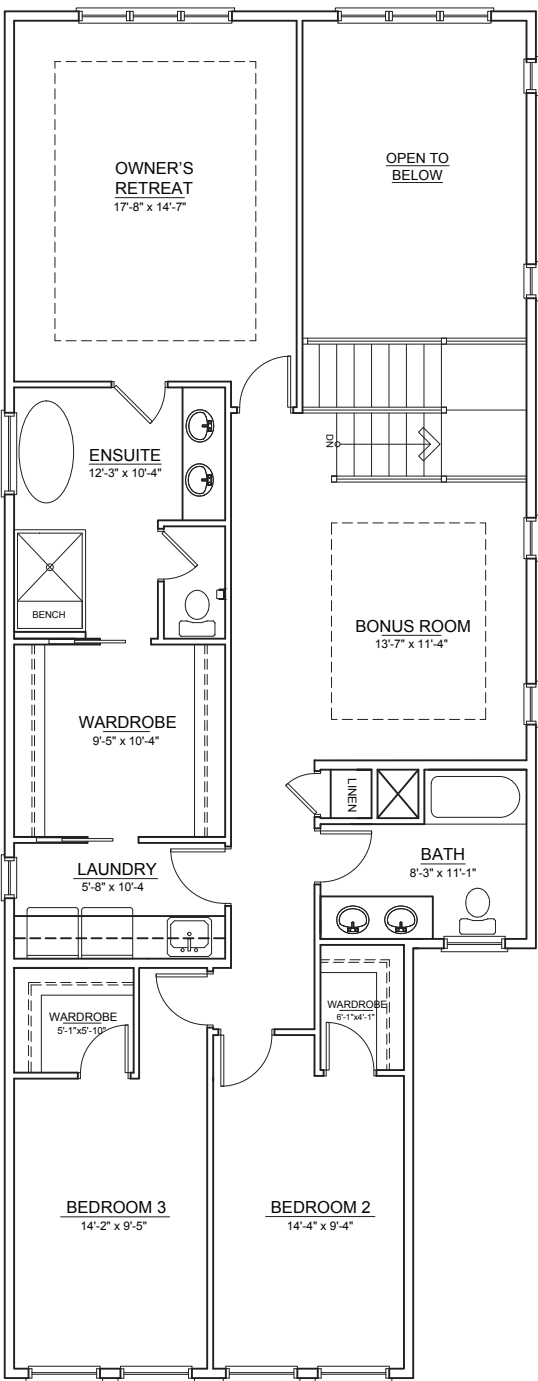 OWNER'S
RETREAT
17'-8" x 14'-7"
OPEN TO
BELOW
DN
ENSUITE
12'-3" x 10'-4"
BENCH
BONUS ROOM
13'-7" x 11'-4"
WARDROBE
9'-5" x 10'-4"
LINEN
LAUNDRY
5'-8" x 10'-4
BATH
8'-3" x 11'-1"
WARDROBE
5'-1"x5'-10"
WARDROBE
6'-1"x4'-1"
BEDROOM 3
14'-2" x 9'-5"
BEDROOM 2
14'-4" x 9'-4"